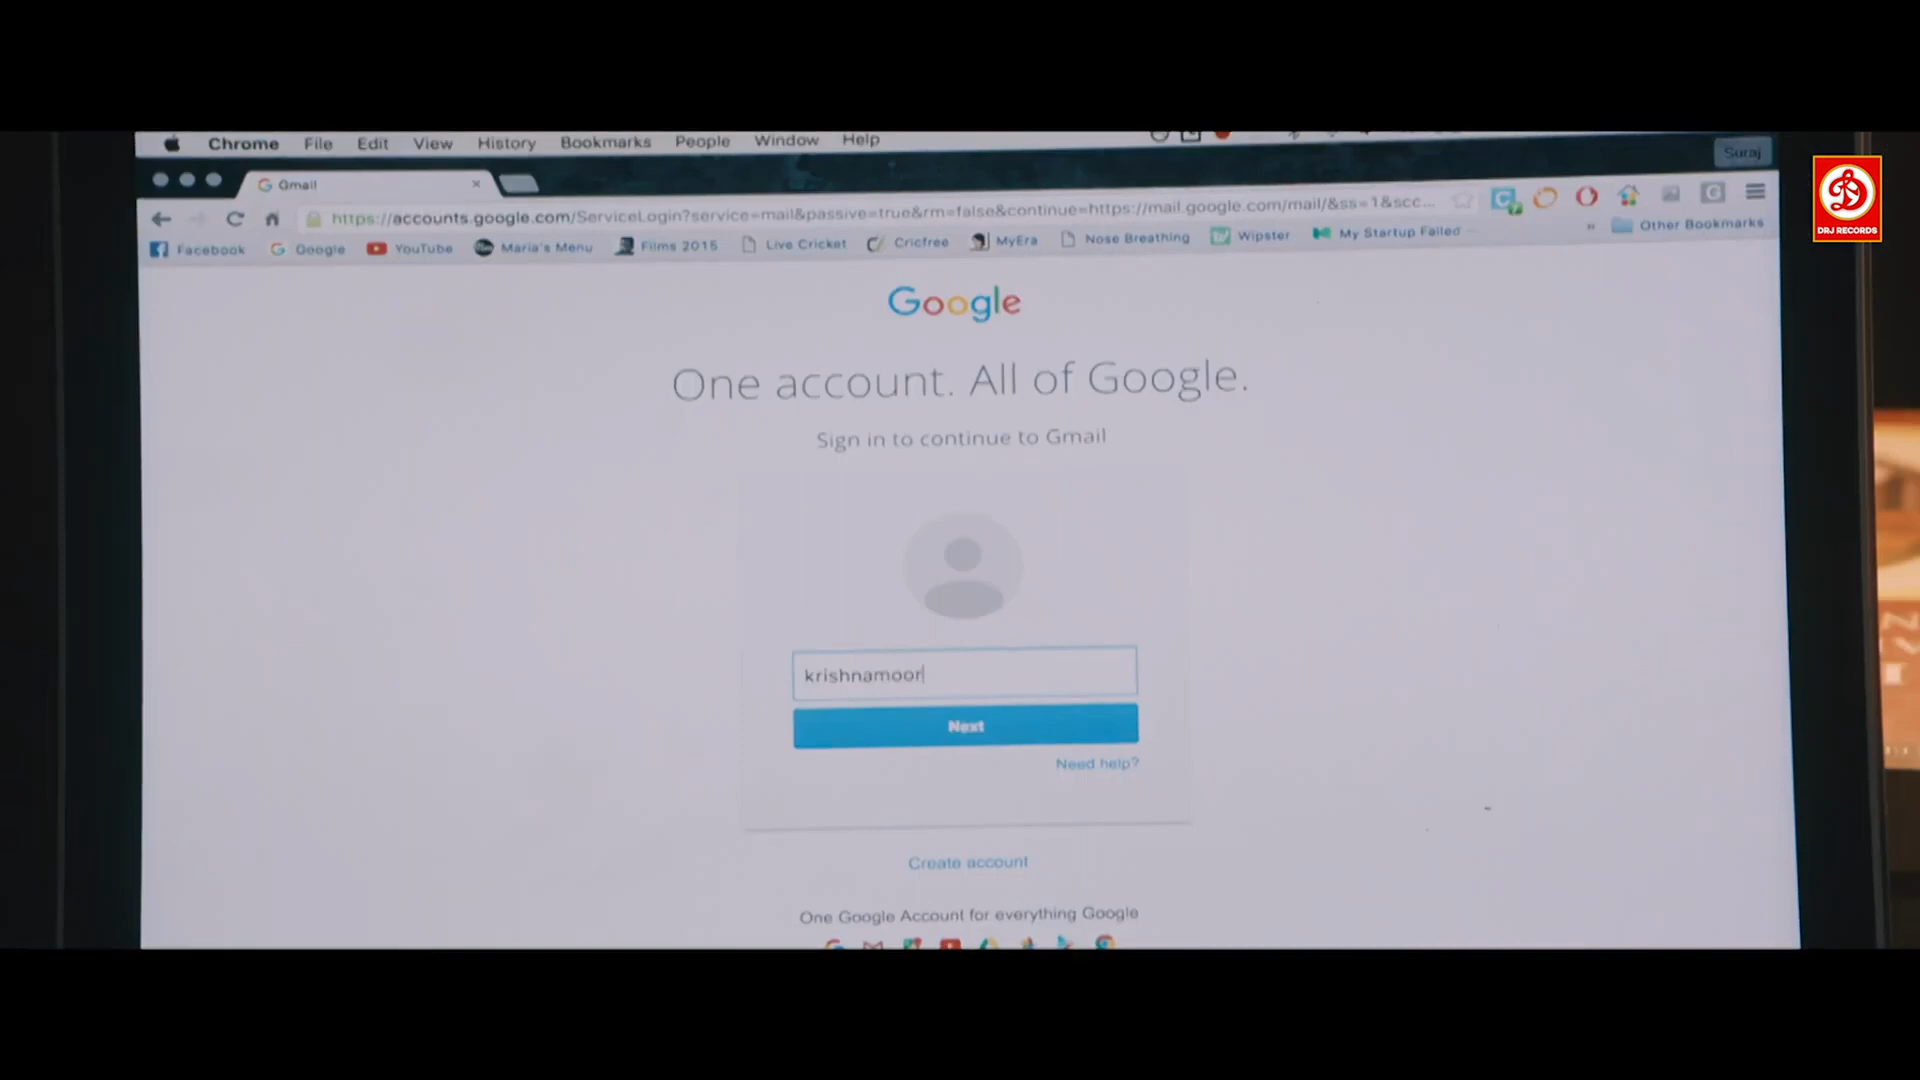 Chrome File Edit View History Bookmarks People Window Help
Suraj
Gmail
https://accounts.google.com/ServiceLogin?service=mail&passive=true&rm=false&continue=https://mail.google.com/mail/&ss=1&scc...
Facebook Google YouTube Maria's Menu Films 2015 Live Cricket Cricfree MyEra Nose Breathing Wipster My Startup Failed » Other Bookmarks
DRJ RECORDS
Google
One account. All of Google.
Sign in to continue to Gmail
krishnamoor
Next
Need help?
Create account
One Google Account for everything Google